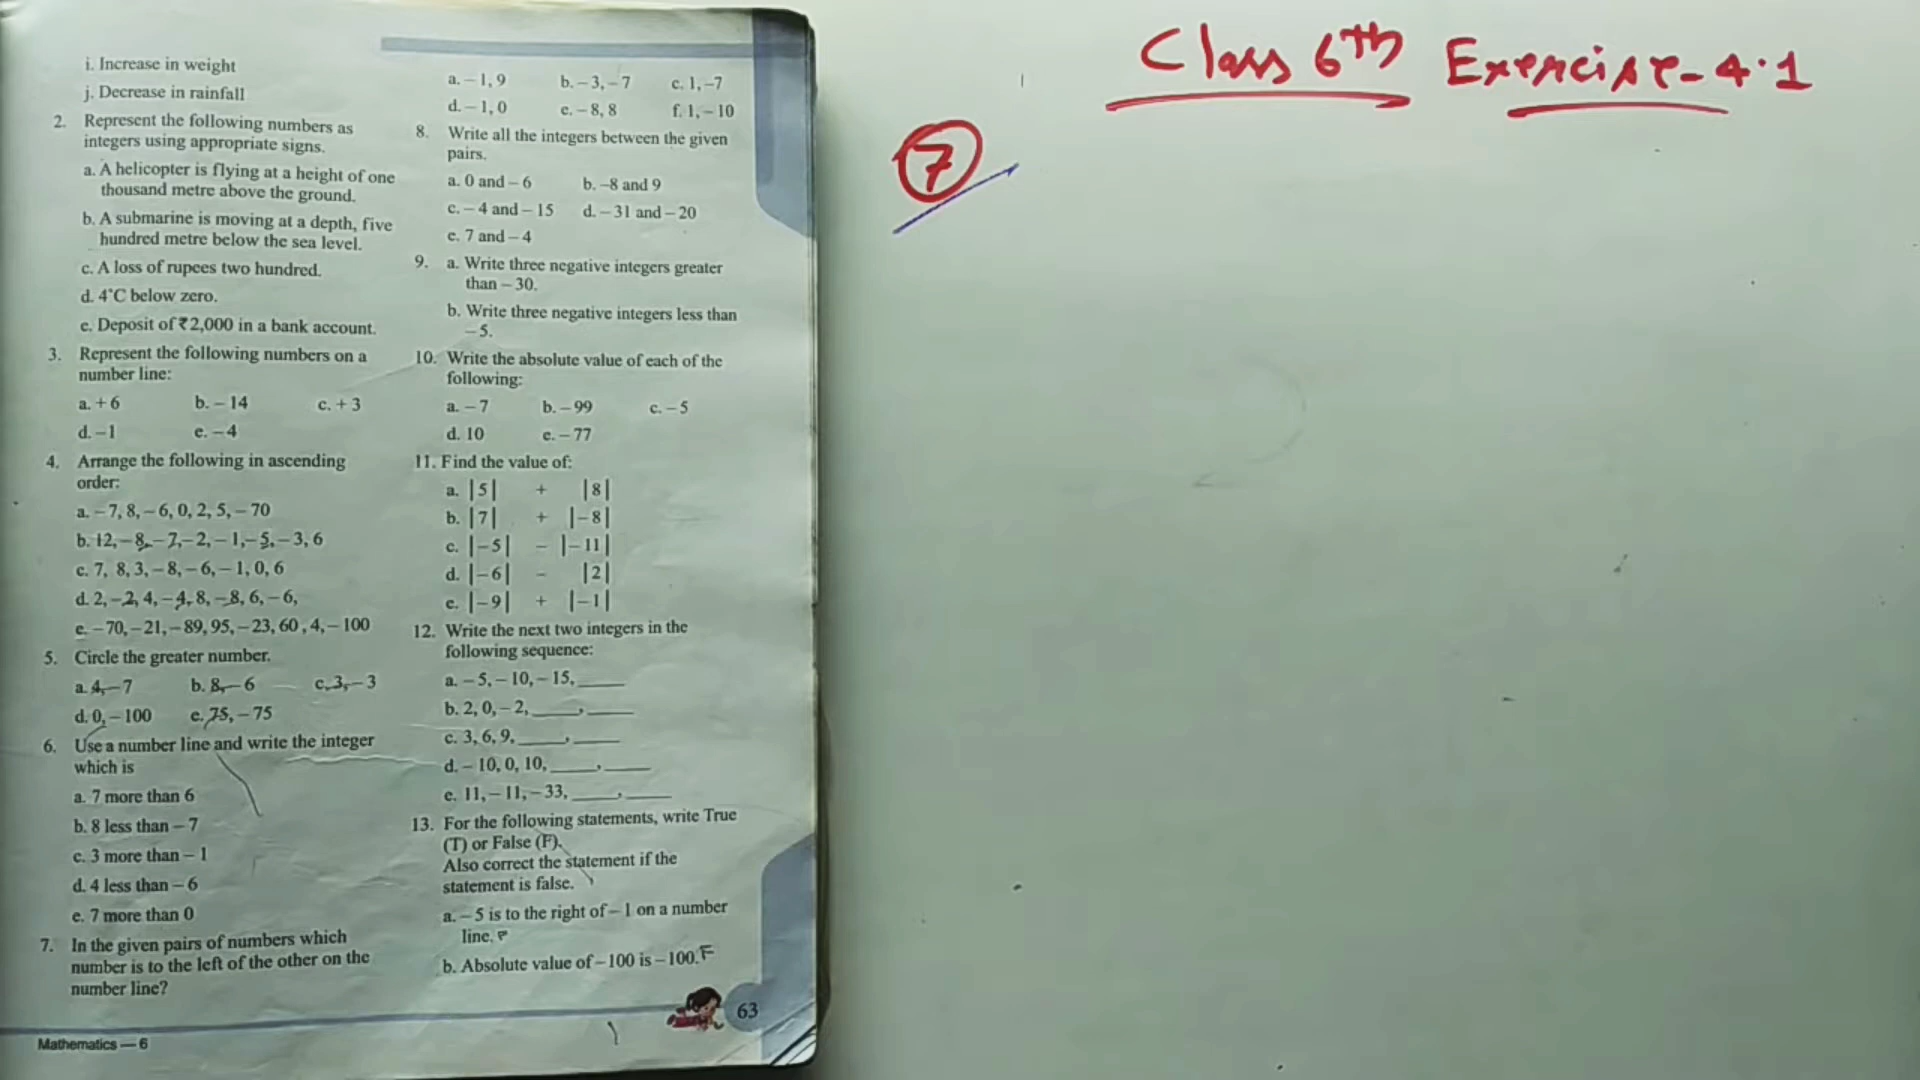 i. Increase in weight
j. Decrease in rainfall
2. Represent the following numbers as
integers using appropriate signs.
a. A helicopter is flying at a height of one
thousand metre above the ground.
b. A submarine is moving at a depth, five
hundred metre below the sea level.
c. A loss of rupees two hundred.
d. 4°C below zero.
e. Deposit of ₹2,000 in a bank account.
3. Represent the following numbers on a
number line:
a. + 6 b. – 14 c. + 3
d. –1 e. – 4
4. Arrange the following in ascending
order:
a. – 7, 8, – 6, 0, 2, 5, – 70
b. 12, – 8, – 7, – 2, – 1, – 5, – 3, 6
c. 7, 8, 3, – 8, – 6, – 1, 0, 6
d. 2, – 2, 4, – 4, 8, – 8, 6, – 6,
e. – 70, – 21, – 89, 95, – 23, 60 , 4, – 100
5. Circle the greater number.
a. 4, – 7 b. 8, – 6 c. 3, – 3
d. 0, – 100 e. 75, – 75
6. Use a number line and write the integer
which is
a. 7 more than 6
b. 8 less than – 7
c. 3 more than – 1
d. 4 less than – 6
e. 7 more than 0
7. In the given pairs of numbers which
number is to the left of the other on the
number line?
Mathematics — 6
a. – 1, 9 b. – 3, – 7 c. 1, –7
d. – 1, 0 e. – 8, 8 f. 1, – 10
8. Write all the integers between the given
pairs.
a. 0 and – 6 b. –8 and 9
c. – 4 and – 15 d. – 31 and – 20
e. 7 and – 4
9. a. Write three negative integers greater
than – 30.
b. Write three negative integers less than
– 5.
10. Write the absolute value of each of the
following:
a. – 7 b. – 99 c. – 5
d. 10 e. – 77
11. Find the value of:
a. |5| + |8|
b. |7| + |–8|
c. |–5| – |–11|
d. |–6| – |2|
e. |–9| + |–1|
12. Write the next two integers in the
following sequence:
a. – 5, – 10, – 15, _____
b. 2, 0, – 2, _____, _____
c. 3, 6, 9, _____, _____
d. – 10, 0, 10, _____, _____
e. 11, – 11, – 33, _____, _____
13. For the following statements, write True
(T) or False (F).
Also correct the statement if the
statement is false.
a. – 5 is to the right of – 1 on a number
line. F
b. Absolute value of – 100 is – 100. F
63
Class 6th Exercise - 4.1
7